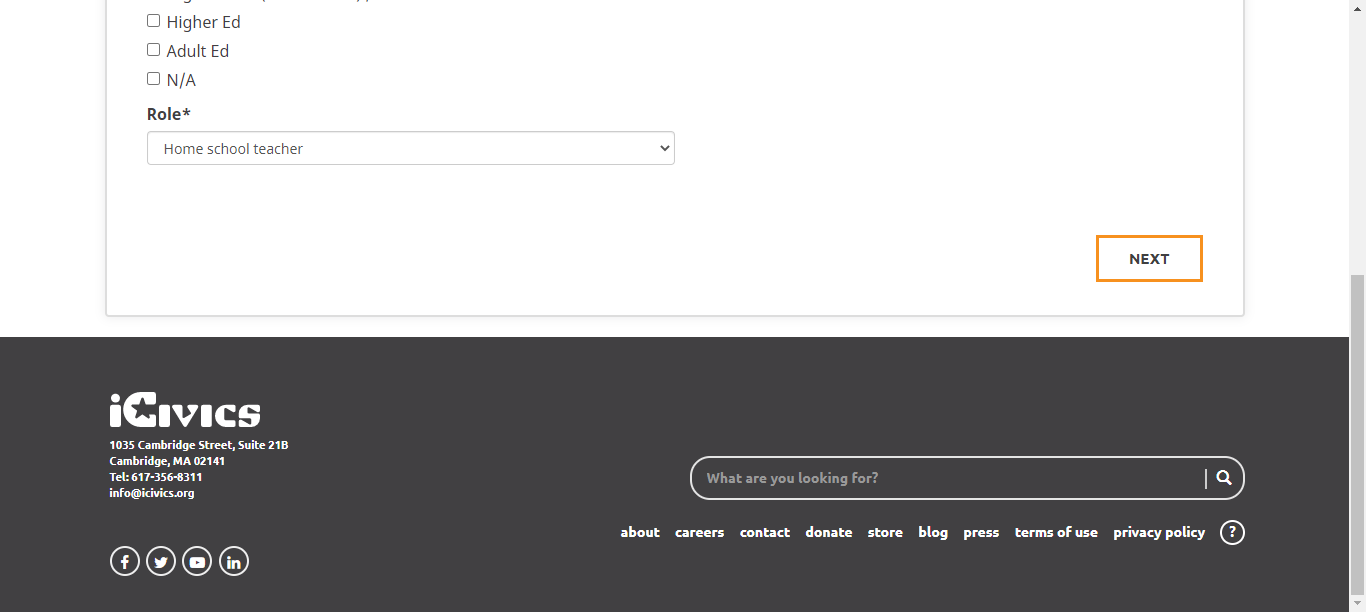 Higher Ed
Adult Ed
N/A
Role*
Home school teacher
NEXT
iCivics
1035 Cambridge Street, Suite 21B
Cambridge, MA 02141
Tel: 617-356-8311
info@icivics.org
What are you looking for?
about careers contact donate store blog press terms of use privacy policy ?